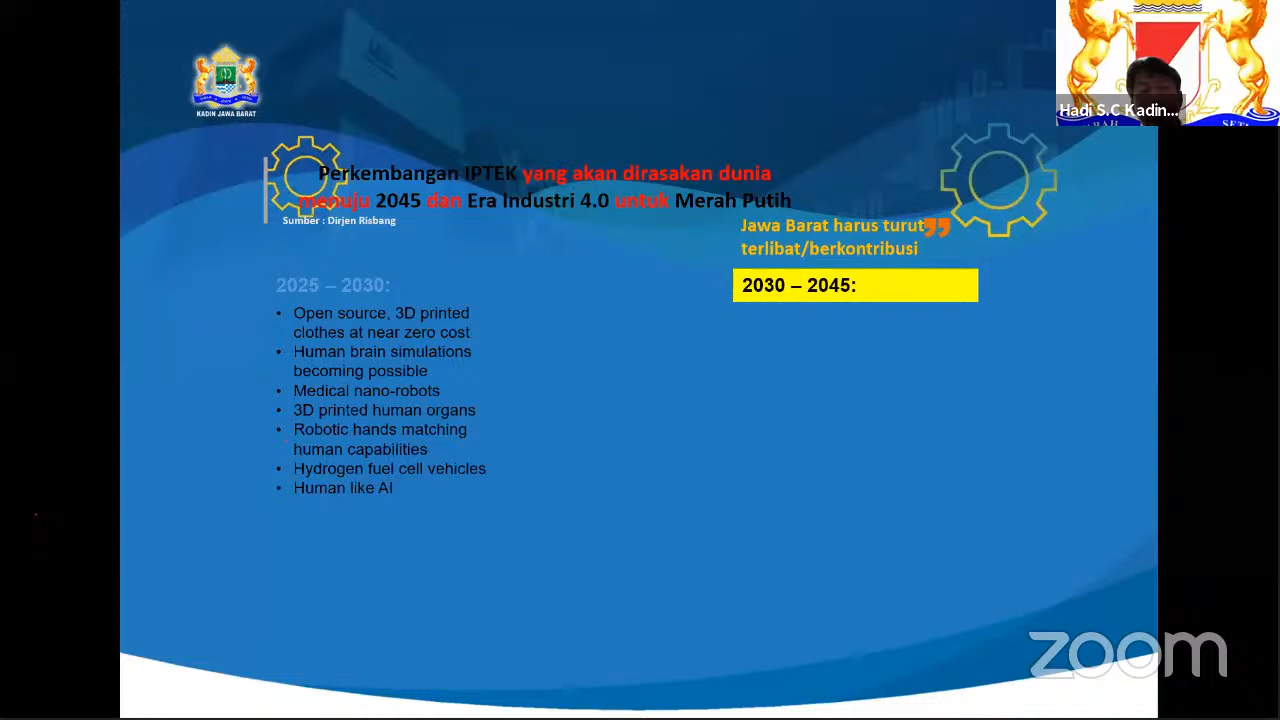 KADIN JAWA BARAT
Hadi S.C Kadin...
Perkembangan IPTEK yang akan dirasakan dunia
menuju 2045 dan Era Industri 4.0 untuk Merah Putih
Sumber : Dirjen Risbang
Jawa Barat harus turut
terlibat/berkontribusi
2025 – 2030:
• Open source, 3D printed
clothes at near zero cost
• Human brain simulations
becoming possible
• Medical nano-robots
• 3D printed human organs
• Robotic hands matching
human capabilities
• Hydrogen fuel cell vehicles
• Human like AI
2030 – 2045:
zoom